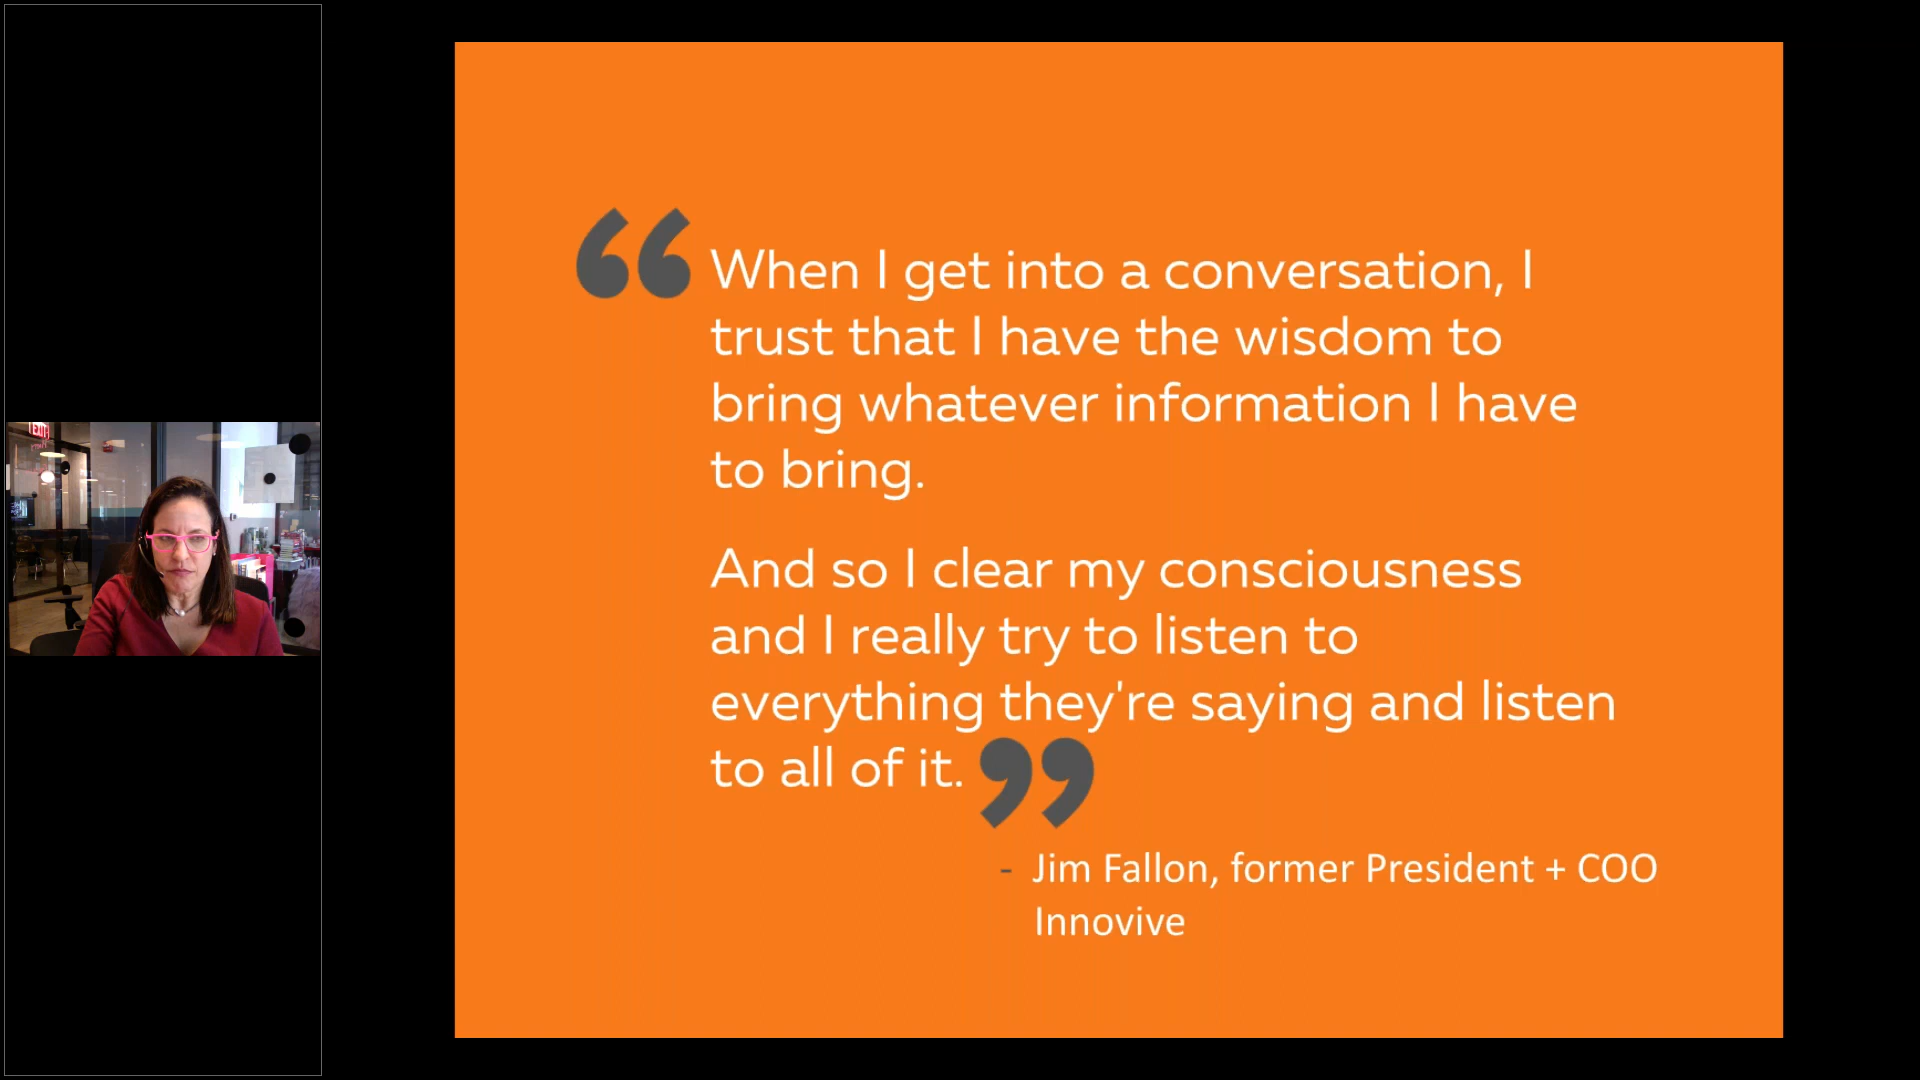 EXIT
“When I get into a conversation, I
trust that I have the wisdom to
bring whatever information I have
to bring.
And so I clear my consciousness
and I really try to listen to
everything they're saying and listen
to all of it.”
- Jim Fallon, former President + COO
Innovive